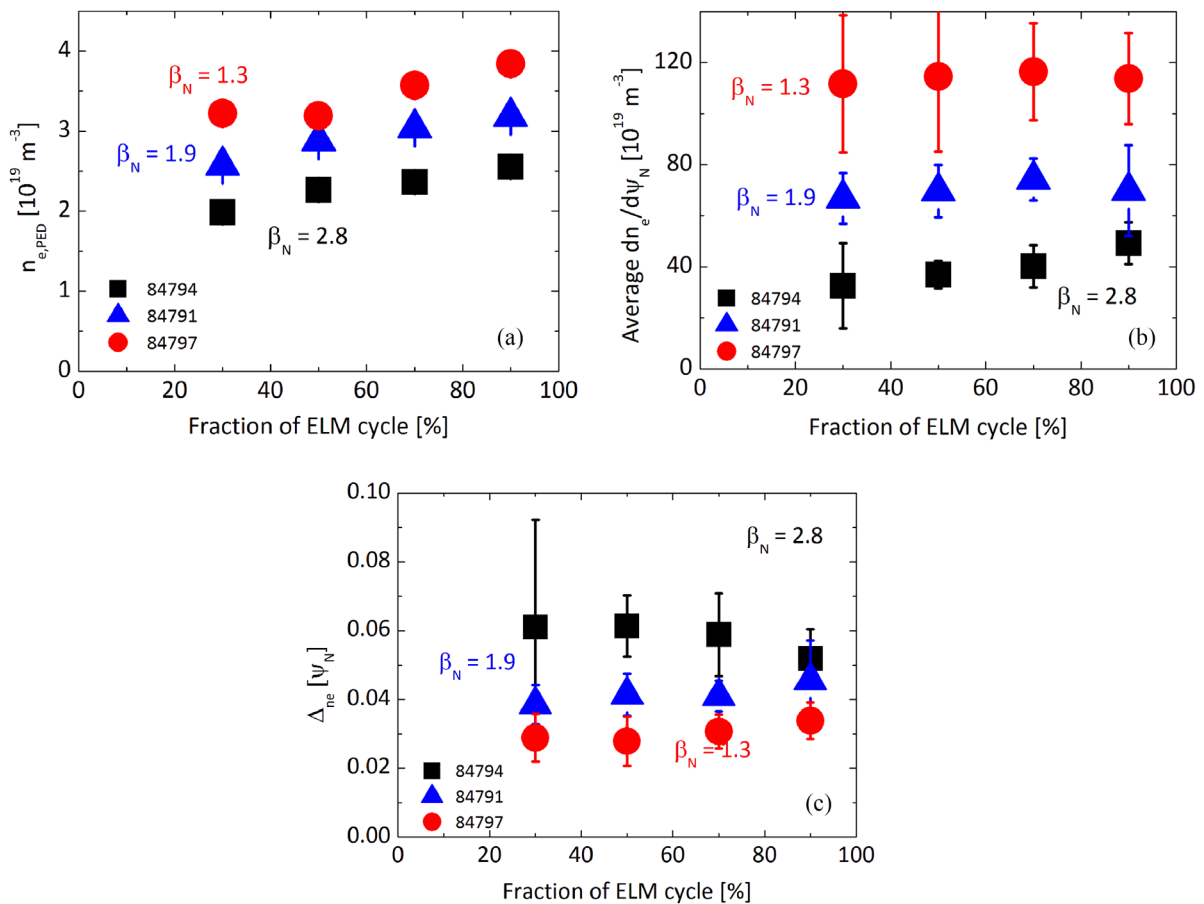 4
3
2
1
0
n_e,PED [10^19 m^-3]
β_N = 1.3
β_N = 1.9
β_N = 2.8
84794
84791
84797
(a)
0 20 40 60 80 100
Fraction of ELM cycle [%]
120
80
40
0
Average dn_e/dψ_N [10^19 m^-3]
β_N = 1.3
β_N = 1.9
β_N = 2.8
84794
84791
84797
(b)
0 20 40 60 80 100
Fraction of ELM cycle [%]
0.10
0.08
0.06
0.04
0.02
0.00
Δ_ne [ψ_N]
β_N = 2.8
β_N = 1.9
β_N = 1.3
84794
84791
84797
(c)
0 20 40 60 80 100
Fraction of ELM cycle [%]